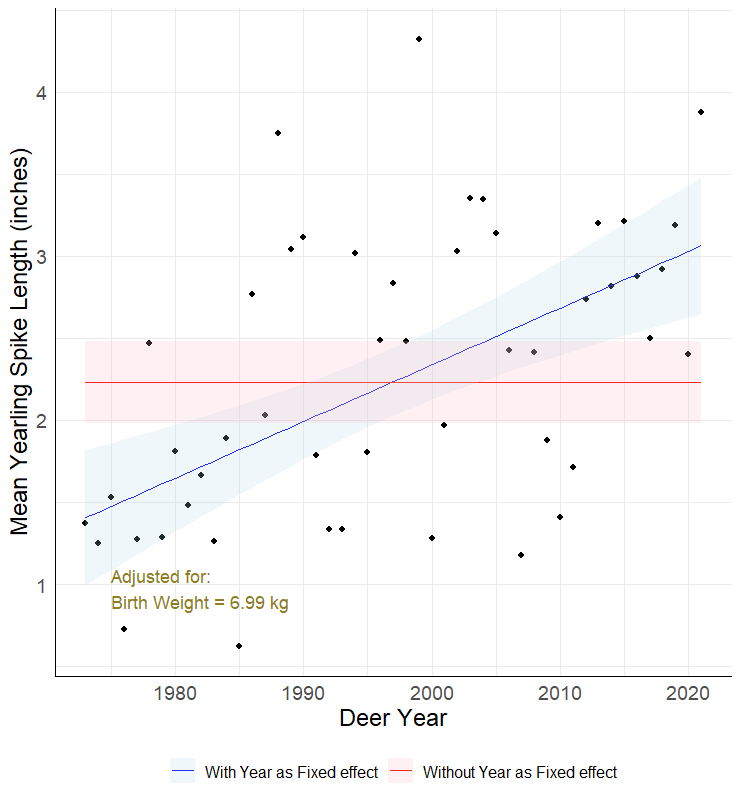 Mean Yearling Spike Length (inches)
4
3
2
1
Adjusted for:
Birth Weight = 6.99 kg
1980 1990 2000 2010 2020
Deer Year
With Year as Fixed effect Without Year as Fixed effect